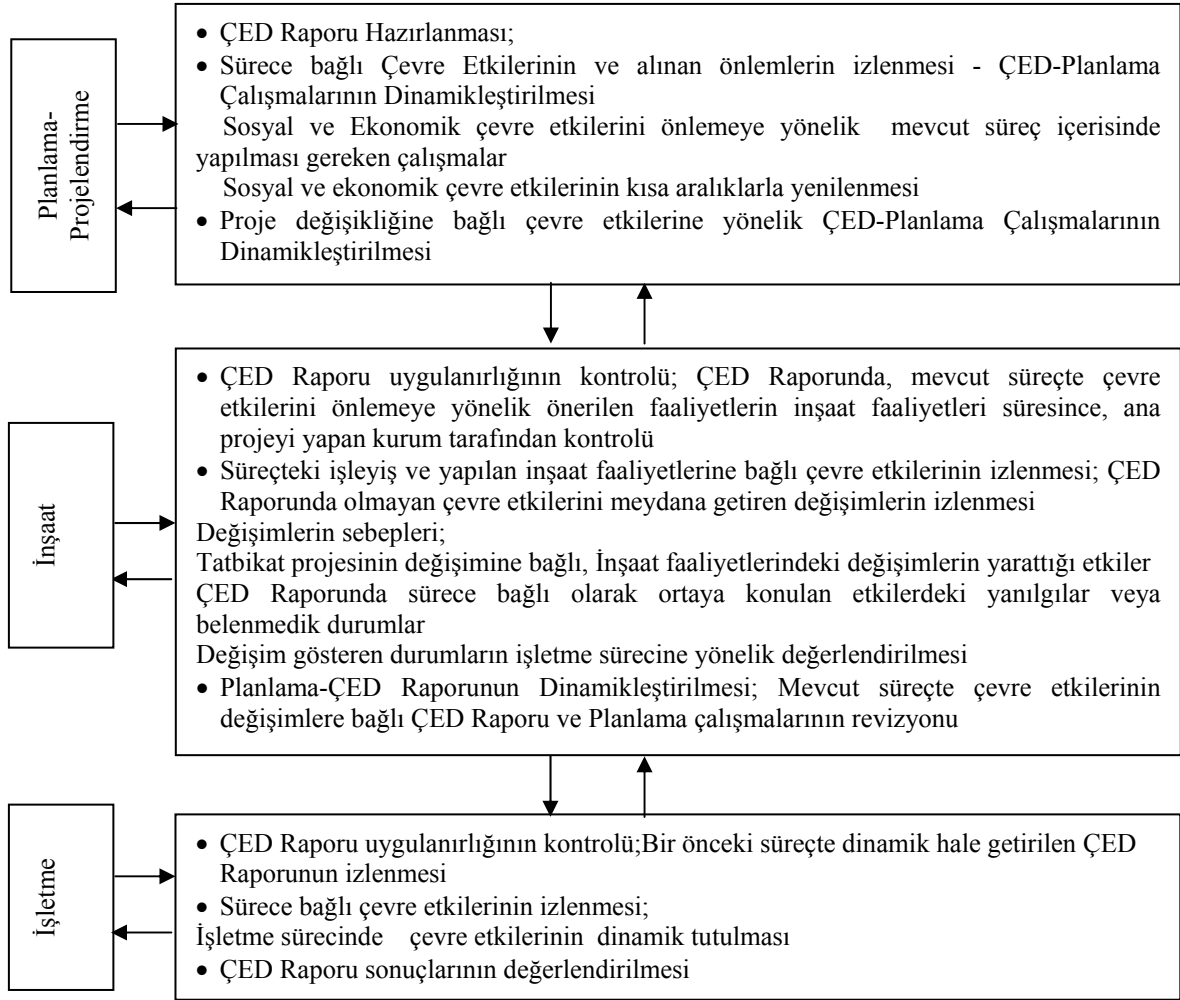 Planlama-
Projelendirme
• ÇED Raporu Hazırlanması;
• Sürece bağlı Çevre Etkilerinin ve alınan önlemlerin izlenmesi - ÇED-Planlama
Çalışmalarının Dinamikleştirilmesi
Sosyal ve Ekonomik çevre etkilerini önlemeye yönelik mevcut süreç içerisinde
yapılması gereken çalışmalar
Sosyal ve ekonomik çevre etkilerinin kısa aralıklarla yenilenmesi
• Proje değişikliğine bağlı çevre etkilerine yönelik ÇED-Planlama Çalışmalarının
Dinamikleştirilmesi
İnşaat
• ÇED Raporu uygulanırlığının kontrolü; ÇED Raporunda, mevcut süreçte çevre
etkilerini önlemeye yönelik önerilen faaliyetlerin inşaat faaliyetleri süresince, ana
projeyi yapan kurum tarafından kontrolü
• Süreçteki işleyiş ve yapılan inşaat faaliyetlerine bağlı çevre etkilerinin izlenmesi; ÇED
Raporunda olmayan çevre etkilerini meydana getiren değişimlerin izlenmesi
Değişimlerin sebepleri;
Tatbikat projesinin değişimine bağlı, İnşaat faaliyetlerindeki değişimlerin yarattığı etkiler
ÇED Raporunda sürece bağlı olarak ortaya konulan etkilerdeki yanılgılar veya
belenmedik durumlar
Değişim gösteren durumların işletme sürecine yönelik değerlendirilmesi
• Planlama-ÇED Raporunun Dinamikleştirilmesi; Mevcut süreçte çevre etkilerinin
değişimlere bağlı ÇED Raporu ve Planlama çalışmalarının revizyonu
İşletme
• ÇED Raporu uygulanırlığının kontrolü;Bir önceki süreçte dinamik hale getirilen ÇED
Raporunun izlenmesi
• Sürece bağlı çevre etkilerinin izlenmesi;
İşletme sürecinde çevre etkilerinin dinamik tutulması
• ÇED Raporu sonuçlarının değerlendirilmesi